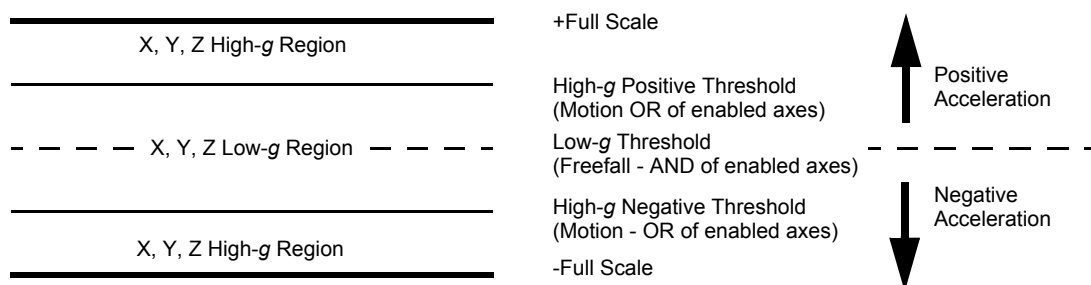 +Full Scale
X, Y, Z High-g Region
High-g Positive Threshold
(Motion OR of enabled axes)
Positive
Acceleration
X, Y, Z Low-g Region
Low-g Threshold
(Freefall - AND of enabled axes)
High-g Negative Threshold
(Motion - OR of enabled axes)
Negative
Acceleration
X, Y, Z High-g Region
-Full Scale